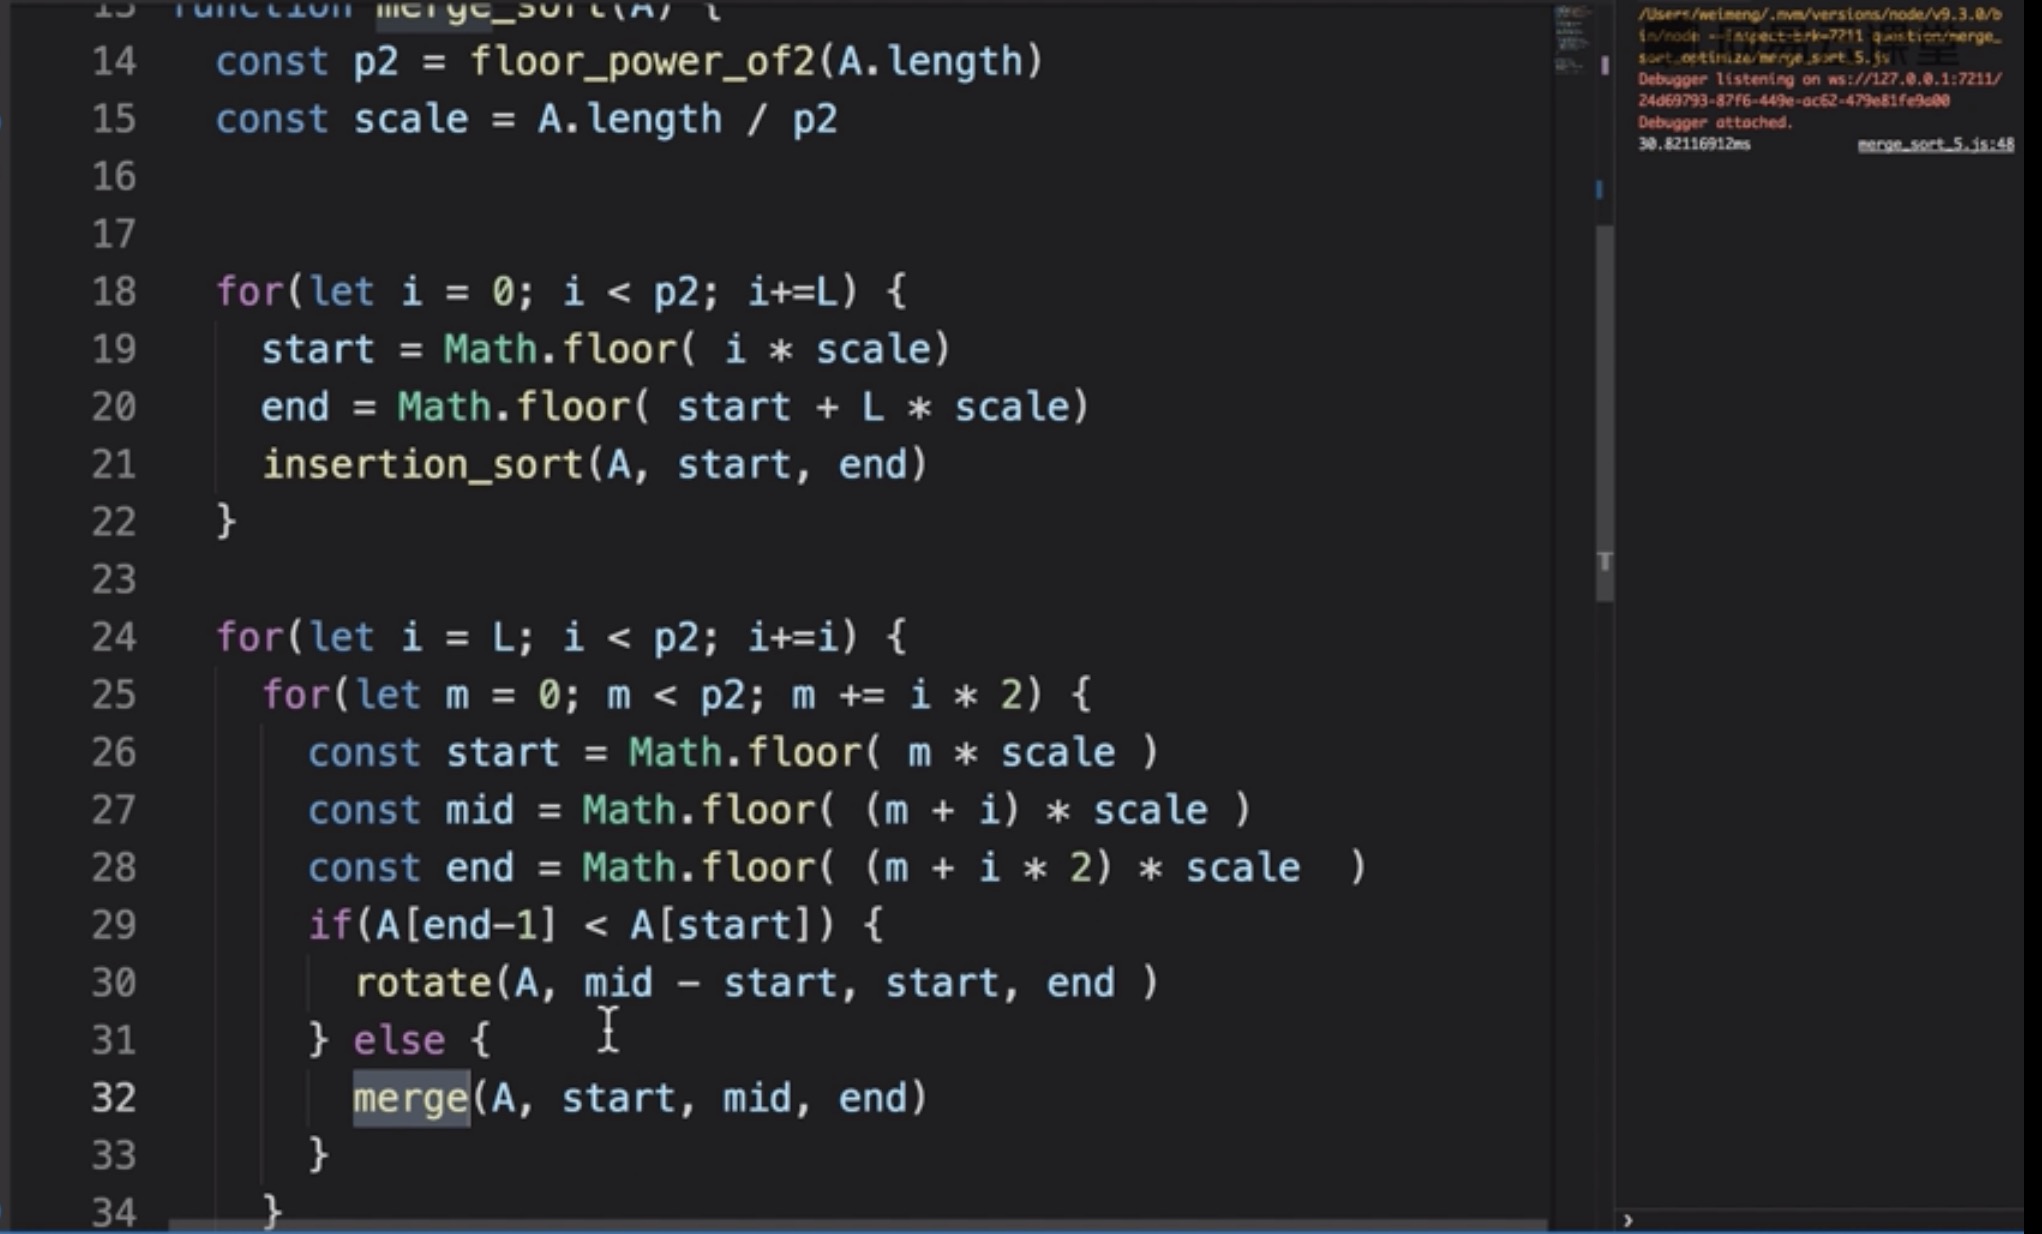 13 function merge_sort(A) {
14 const p2 = floor_power_of2(A.length)
15 const scale = A.length / p2
16
17
18 for(let i = 0; i < p2; i+=L) {
19 start = Math.floor( i * scale)
20 end = Math.floor( start + L * scale)
21 insertion_sort(A, start, end)
22 }
23
24 for(let i = L; i < p2; i+=i) {
25 for(let m = 0; m < p2; m += i * 2) {
26 const start = Math.floor( m * scale )
27 const mid = Math.floor( (m + i) * scale )
28 const end = Math.floor( (m + i * 2) * scale  )
29 if(A[end-1] < A[start]) {
30 rotate(A, mid - start, start, end )
31 } else {
32 merge(A, start, mid, end)
33 }
34 }
/Users/weimeng/.nvm/versions/node/v9.3.0/b
in/node --inspect-brk=7211 question/merge_
sort_optimize/merge_sort_5.js
Debugger listening on ws://127.0.0.1:7211/
24d69793-87f6-449e-ac62-479e81fe9a00
Debugger attached.
30.82116912ms merge_sort_5.js:48